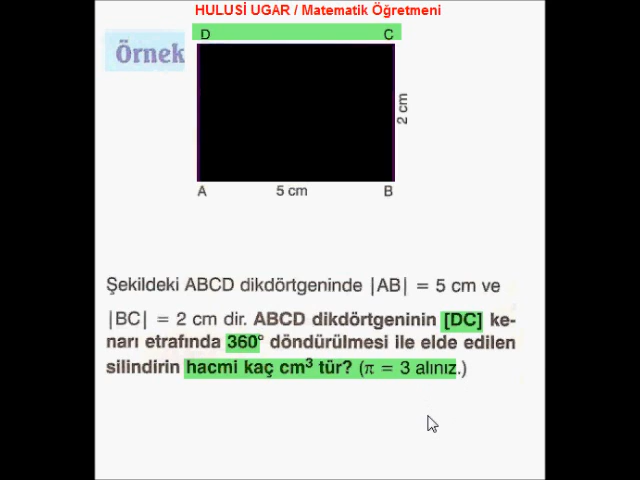 HULUSİ UGAR / Matematik Öğretmeni
Örnek
D C
2 cm
A 5 cm B
Şekildeki ABCD dikdörtgeninde |AB| = 5 cm ve
|BC| = 2 cm dir. ABCD dikdörtgeninin [DC] ke-
narı etrafında 360° döndürülmesi ile elde edilen
silindirin hacmi kaç cm³ tür? (π = 3 alınız.)